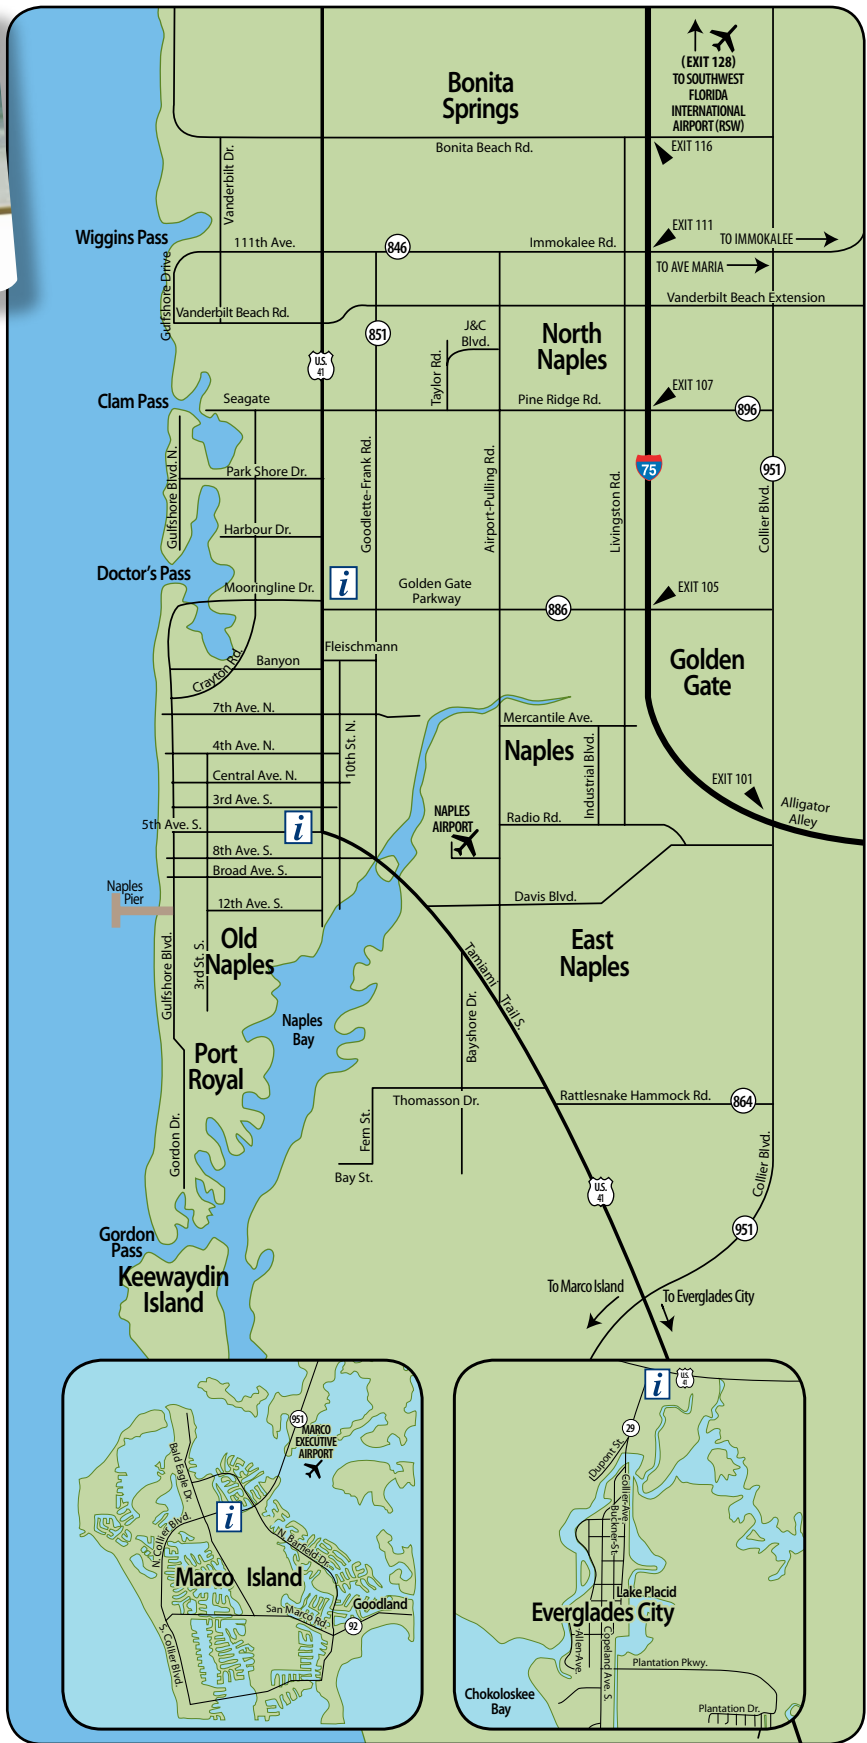 (EXIT 128)
TO SOUTHWEST
FLORIDA
INTERNATIONAL
AIRPORT (RSW)
Bonita
Springs
Bonita Beach Rd.
EXIT 116
Vanderbilt Dr.
Wiggins Pass
111th Ave.
846
Immokalee Rd.
EXIT 111
TO IMMOKALEE
TO AVE MARIA
Gulfshore Drive
Vanderbilt Beach Rd.
Vanderbilt Beach Extension
851
J&C
Blvd.
North
Naples
U.S.
41
Taylor Rd.
EXIT 107
Clam Pass
Seagate
Pine Ridge Rd.
896
Gulfshore Blvd. N.
Park Shore Dr.
Goodlette-Frank Rd.
Airport-Pulling Rd.
Livingston Rd.
75
951
Collier Blvd.
Harbour Dr.
Doctor's Pass
Mooringline Dr.
i
Golden Gate
Parkway
886
EXIT 105
Fleischmann
Banyon
Crayton Rd.
Golden
Gate
7th Ave. N.
10th St. N.
Mercantile Ave.
Naples
Industrial Blvd.
4th Ave. N.
Central Ave. N.
3rd Ave. S.
EXIT 101
Alligator
Alley
NAPLES
AIRPORT
Radio Rd.
5th Ave. S.
i
8th Ave. S.
Broad Ave. S.
Naples
Pier
12th Ave. S.
Davis Blvd.
Gulfshore Blvd.
3rd St. S.
Old
Naples
East
Naples
Tamiami Trail S.
Naples
Bay
Bayshore Dr.
Port
Royal
Gordon Dr.
Thomasson Dr.
Rattlesnake Hammock Rd.
864
Fern St.
Bay St.
Collier Blvd.
U.S.
41
951
Gordon
Pass
Keewaydin
Island
To Marco Island
To Everglades City
951
MARCO
EXECUTIVE
AIRPORT
Bald Eagle Dr.
i
N. Collier Blvd.
N. Barfield Dr.
Marco Island
San Marco Rd.
Goodland
92
S. Collier Blvd.
i
U.S.
41
29
Dupont St.
Collier Ave.
Buckner St.
Lake Placid
Everglades City
Allen Ave.
Copeland Ave. S.
Plantation Pkwy.
Chokoloskee
Bay
Plantation Dr.